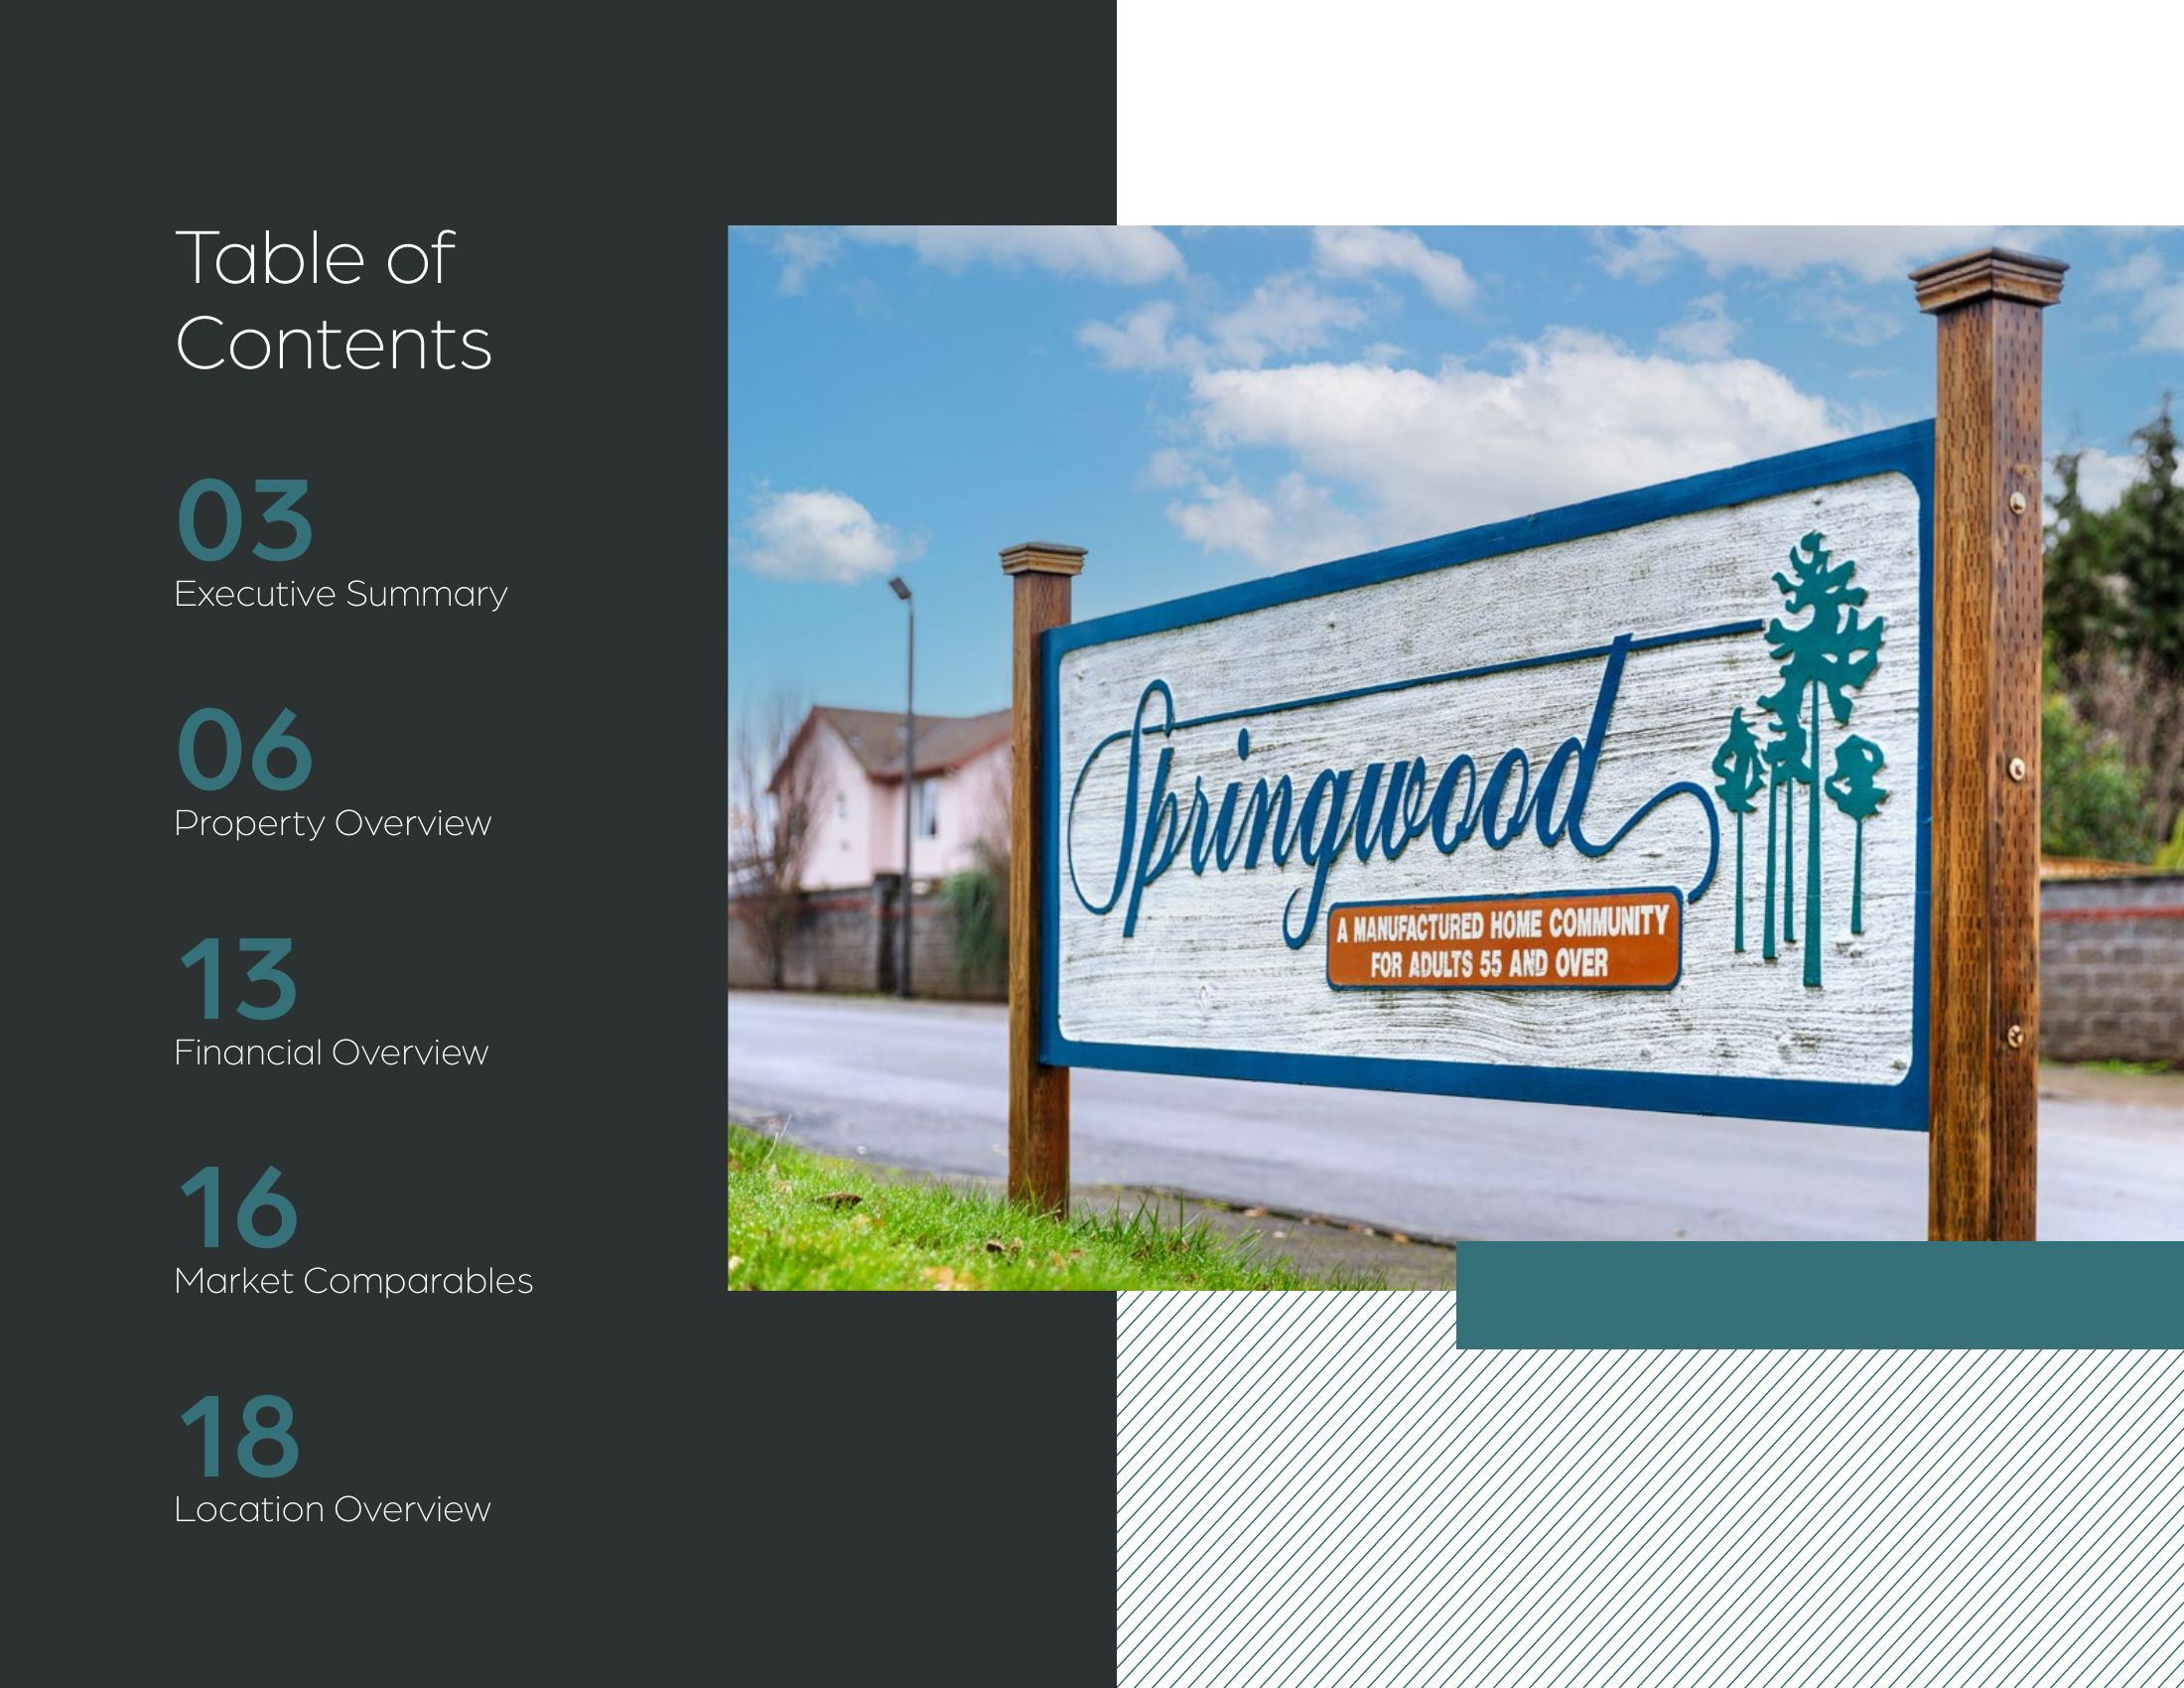 Table of
Contents
03
Executive Summary
06
Property Overview
13
Financial Overview
16
Market Comparables
18
Location Overview
Springwood
A MANUFACTURED HOME COMMUNITY
FOR ADULTS 55 AND OVER